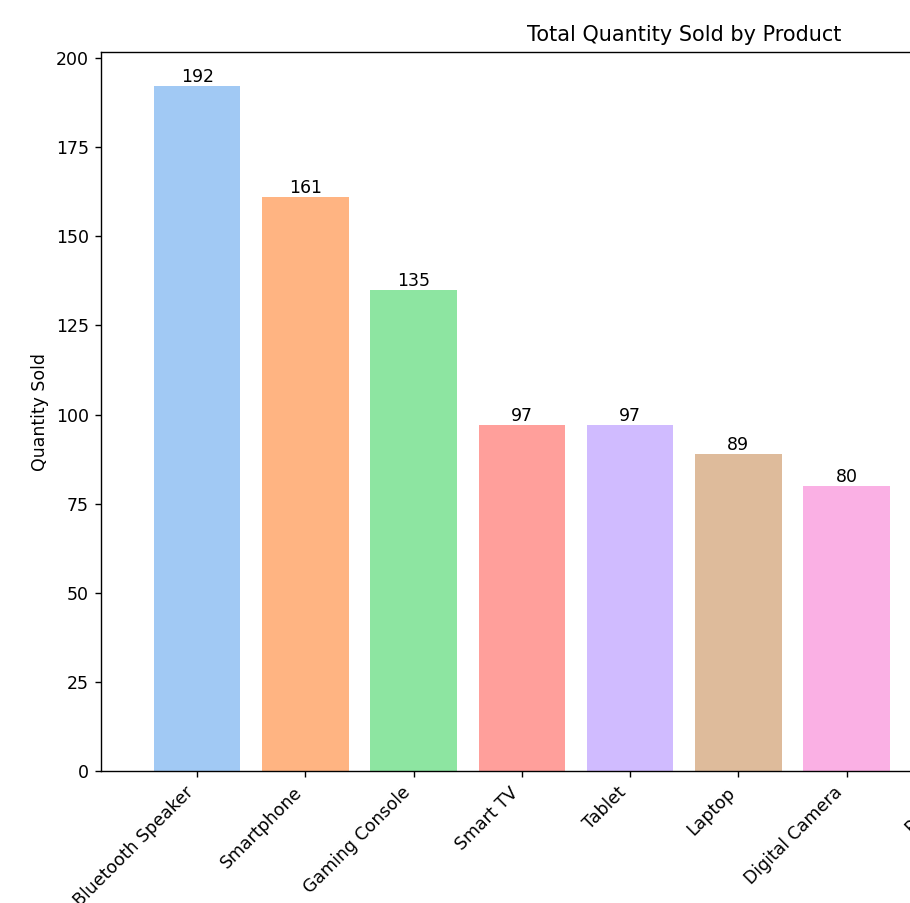 Total Quantity Sold by Product
200
175
150
125
100
75
50
25
0
Quantity Sold
192
161
135
97
97
89
80
Bluetooth Speaker
Smartphone
Gaming Console
Smart TV
Tablet
Laptop
Digital Camera